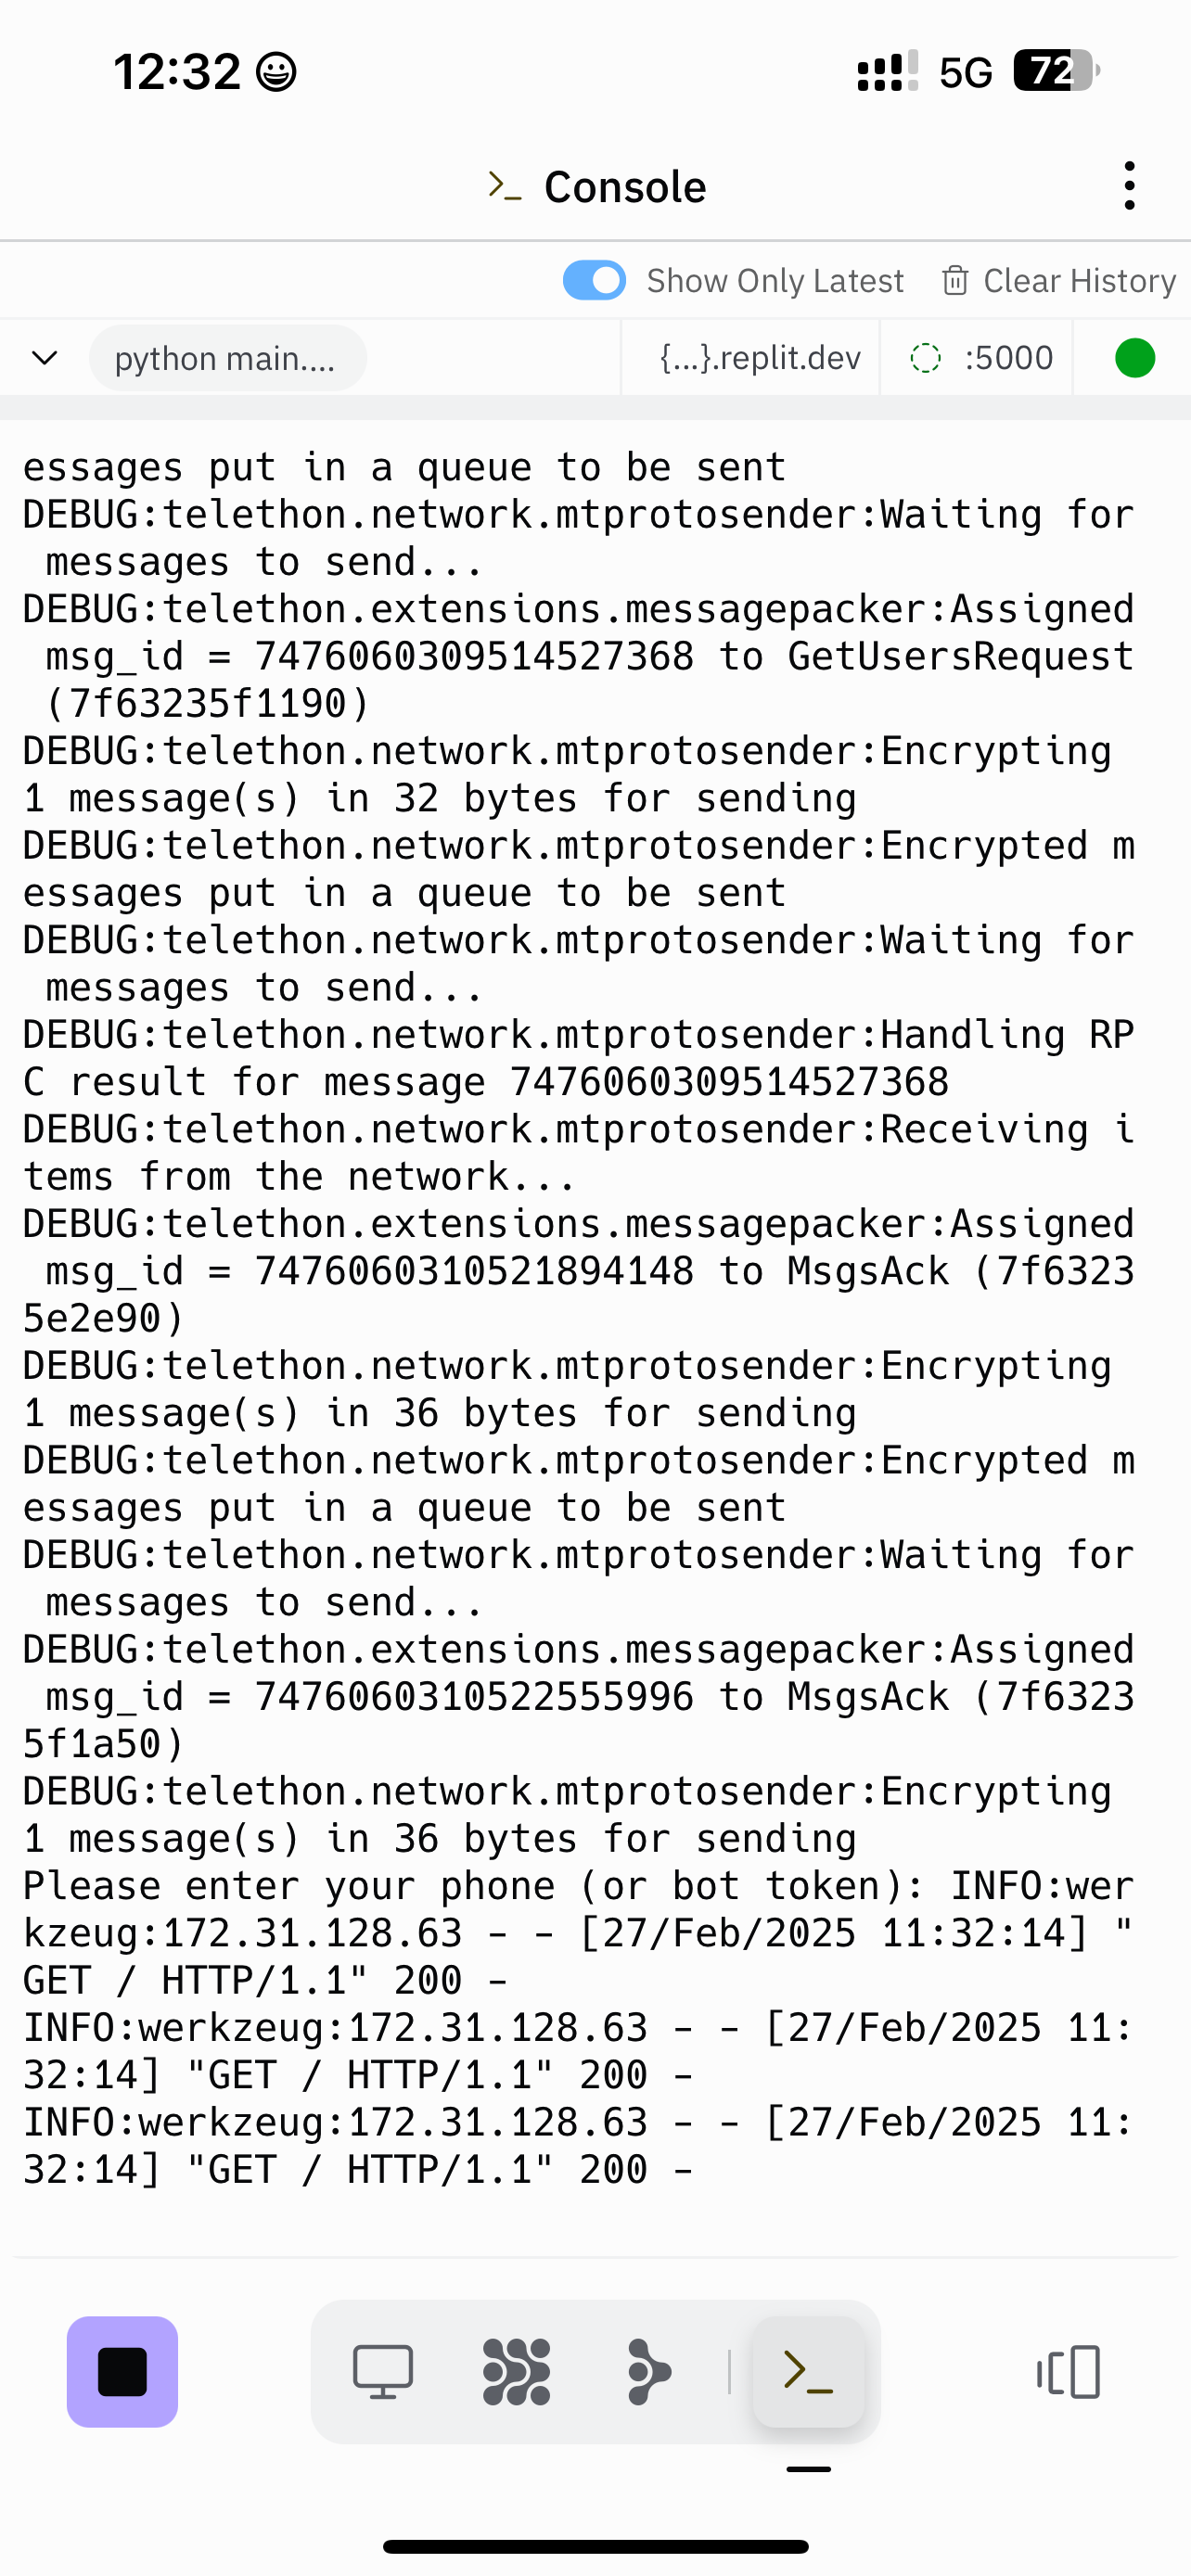 12:32
5G
72
Console
Show Only Latest
Clear History
python main....
{...}.replit.dev
:5000
essages put in a queue to be sent
DEBUG:telethon.network.mtprotosender:Waiting for
messages to send...
DEBUG:telethon.extensions.messagepacker:Assigned
msg_id = 7476060309514527368 to GetUsersRequest
(7f63235f1190)
DEBUG:telethon.network.mtprotosender:Encrypting
1 message(s) in 32 bytes for sending
DEBUG:telethon.network.mtprotosender:Encrypted m
essages put in a queue to be sent
DEBUG:telethon.network.mtprotosender:Waiting for
messages to send...
DEBUG:telethon.network.mtprotosender:Handling RP
C result for message 7476060309514527368
DEBUG:telethon.network.mtprotosender:Receiving i
tems from the network...
DEBUG:telethon.extensions.messagepacker:Assigned
msg_id = 7476060310521894148 to MsgsAck (7f6323
5e2e90)
DEBUG:telethon.network.mtprotosender:Encrypting
1 message(s) in 36 bytes for sending
DEBUG:telethon.network.mtprotosender:Encrypted m
essages put in a queue to be sent
DEBUG:telethon.network.mtprotosender:Waiting for
messages to send...
DEBUG:telethon.extensions.messagepacker:Assigned
msg_id = 7476060310522555996 to MsgsAck (7f6323
5f1a50)
DEBUG:telethon.network.mtprotosender:Encrypting
1 message(s) in 36 bytes for sending
Please enter your phone (or bot token): INFO:wer
kzeug:172.31.128.63 - - [27/Feb/2025 11:32:14] "
GET / HTTP/1.1" 200 -
INFO:werkzeug:172.31.128.63 - - [27/Feb/2025 11:
32:14] "GET / HTTP/1.1" 200 -
INFO:werkzeug:172.31.128.63 - - [27/Feb/2025 11:
32:14] "GET / HTTP/1.1" 200 -